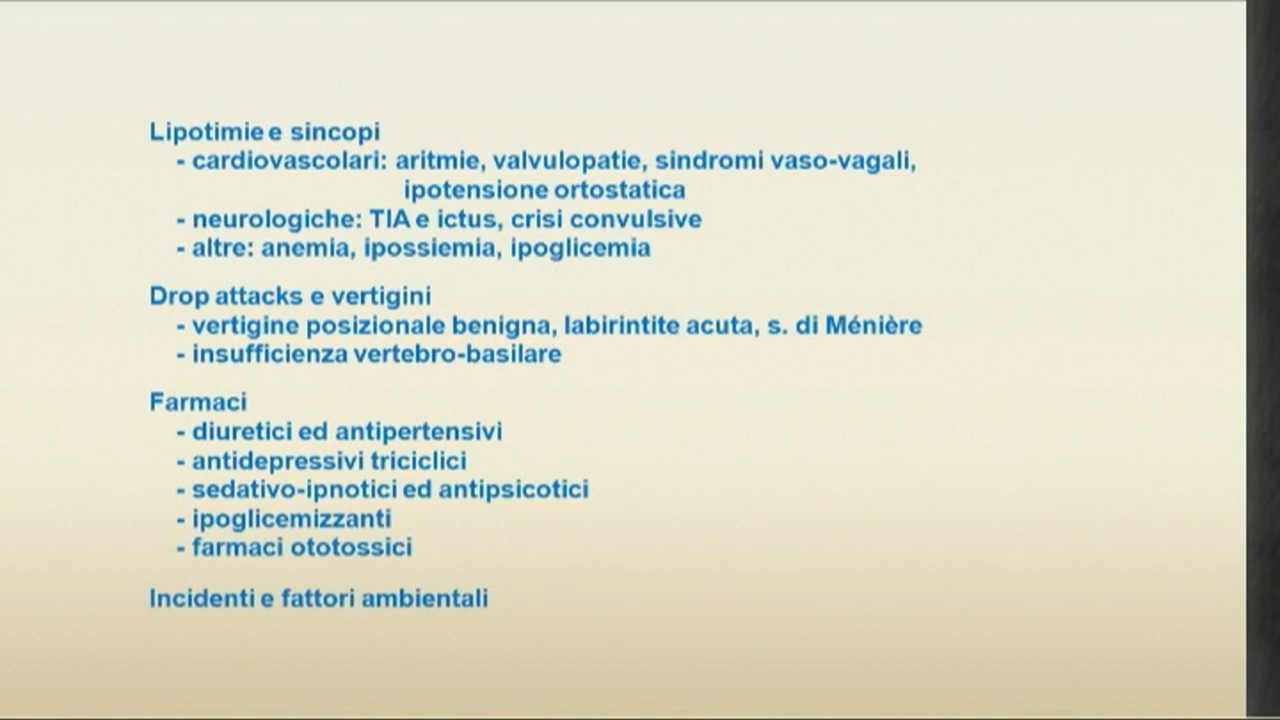 Lipotimie e sincopi
- cardiovascolari: aritmie, valvulopatie, sindromi vaso-vagali,
ipotensione ortostatica
- neurologiche: TIA e ictus, crisi convulsive
- altre: anemia, ipossiemia, ipoglicemia
Drop attacks e vertigini
- vertigine posizionale benigna, labirintite acuta, s. di Ménière
- insufficienza vertebro-basilare
Farmaci
- diuretici ed antipertensivi
- antidepressivi triciclici
- sedativo-ipnotici ed antipsicotici
- ipoglicemizzanti
- farmaci ototossici
Incidenti e fattori ambientali